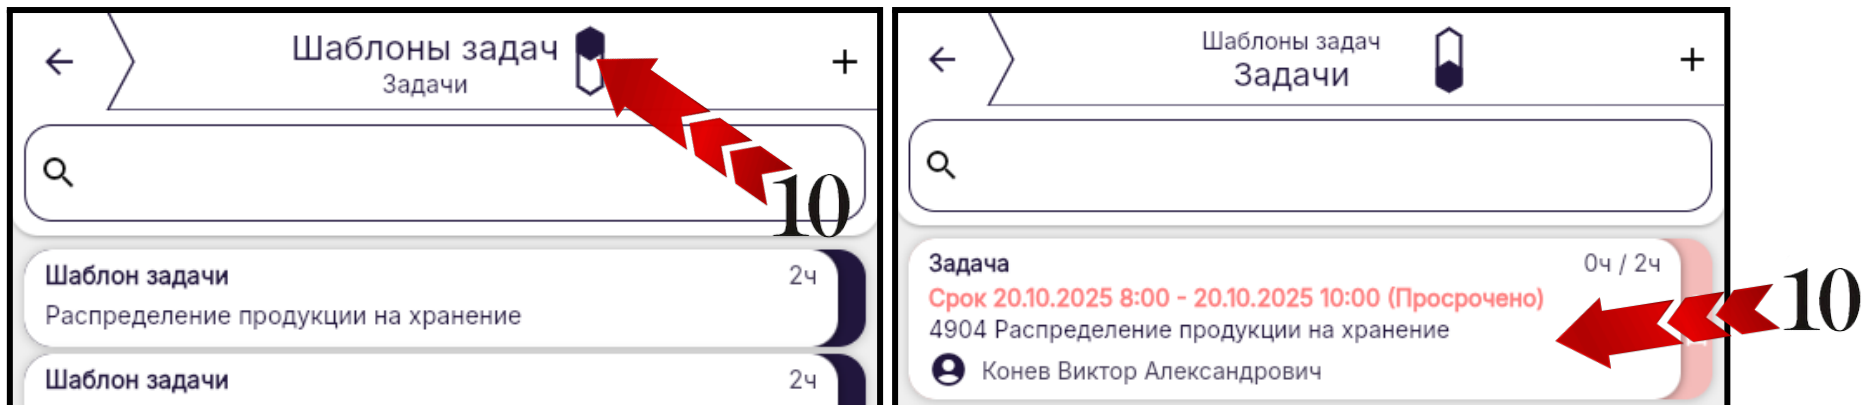 Шаблоны задач
Задачи
10
Шаблон задачи 2ч
Распределение продукции на хранение
Шаблон задачи 2ч
Шаблоны задач
Задачи
Задача 0ч / 2ч
Срок 20.10.2025 8:00 - 20.10.2025 10:00 (Просрочено)
4904 Распределение продукции на хранение
Конев Виктор Александрович
10